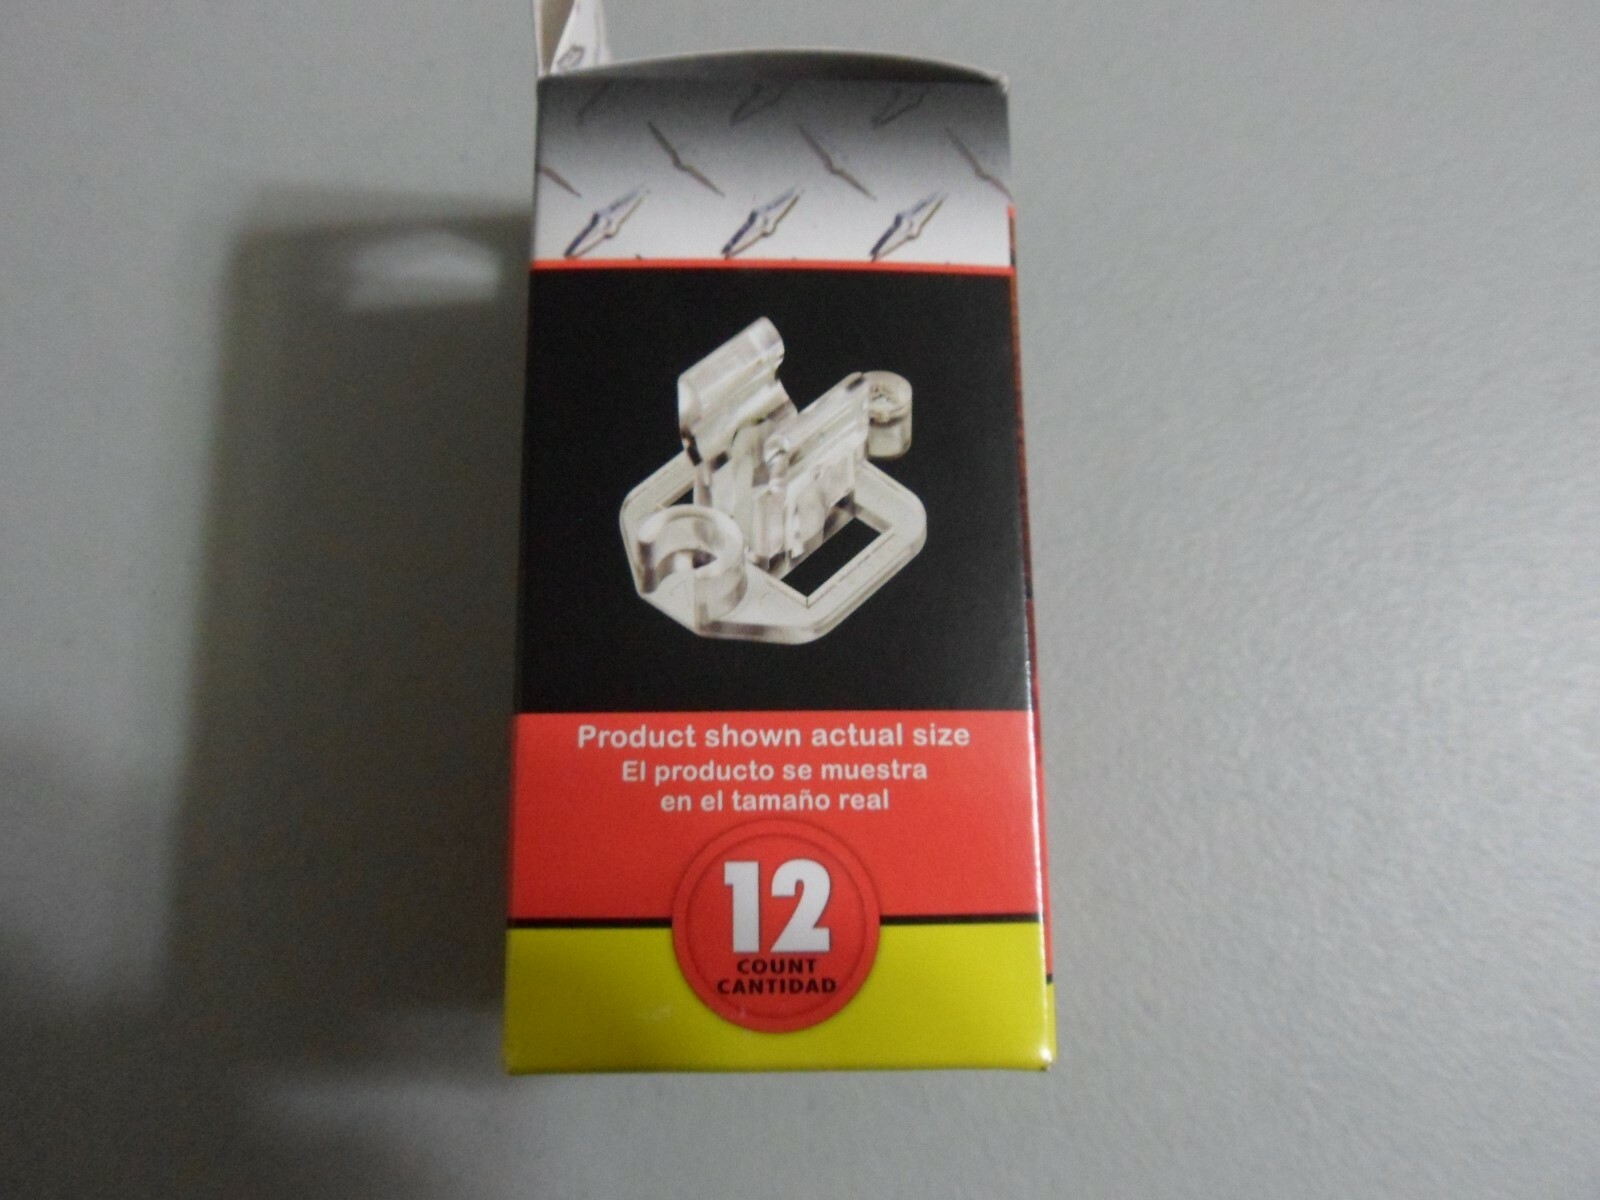 Product shown actual size
El producto se muestra
en el tamaño real
12
COUNT
CANTIDAD